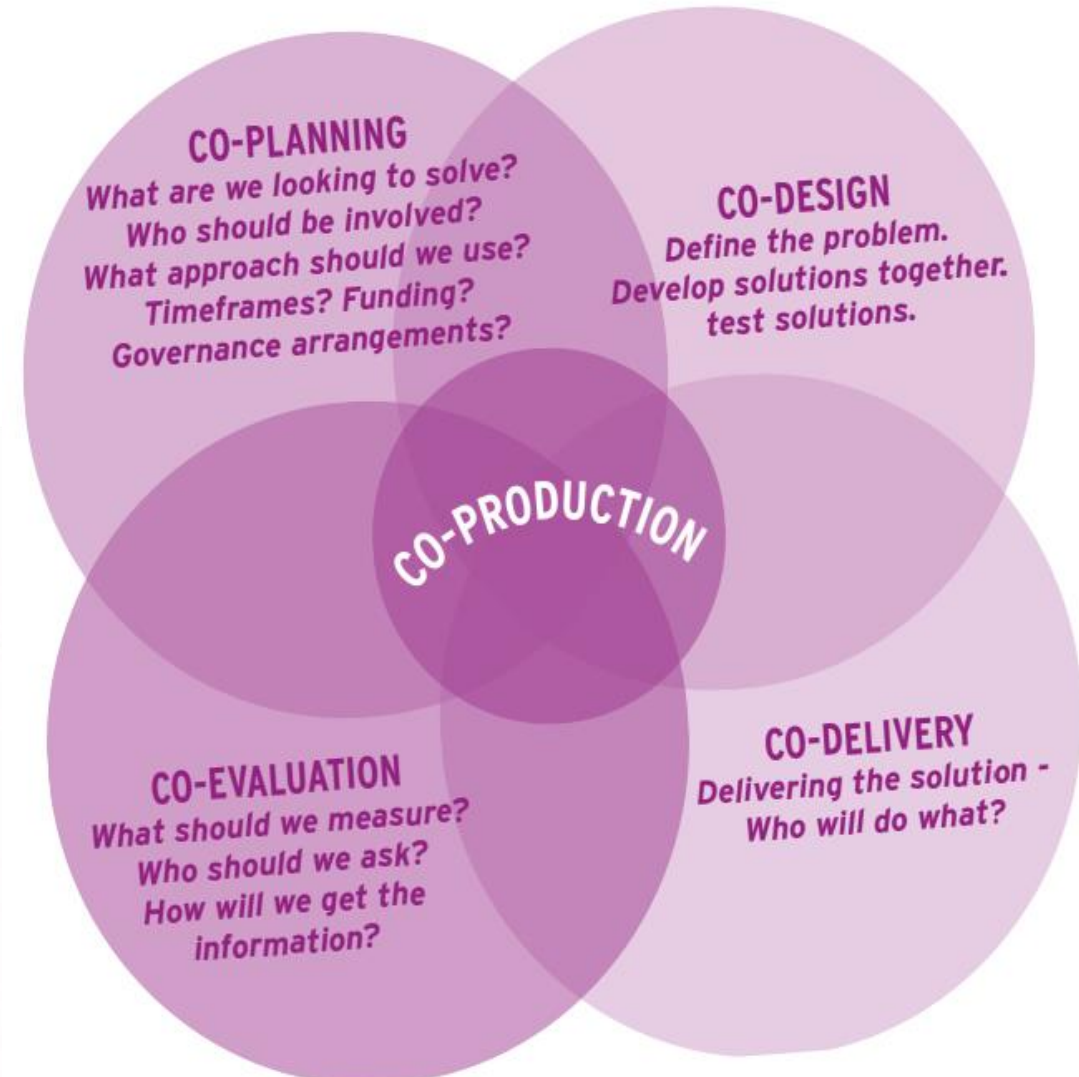 CO-PLANNING
What are we looking to solve?
Who should be involved?
What approach should we use?
Timeframes? Funding?
Governance arrangements?
CO-DESIGN
Define the problem.
Develop solutions together.
test solutions.
CO-PRODUCTION
CO-EVALUATION
What should we measure?
Who should we ask?
How will we get the
information?
CO-DELIVERY
Delivering the solution -
Who will do what?